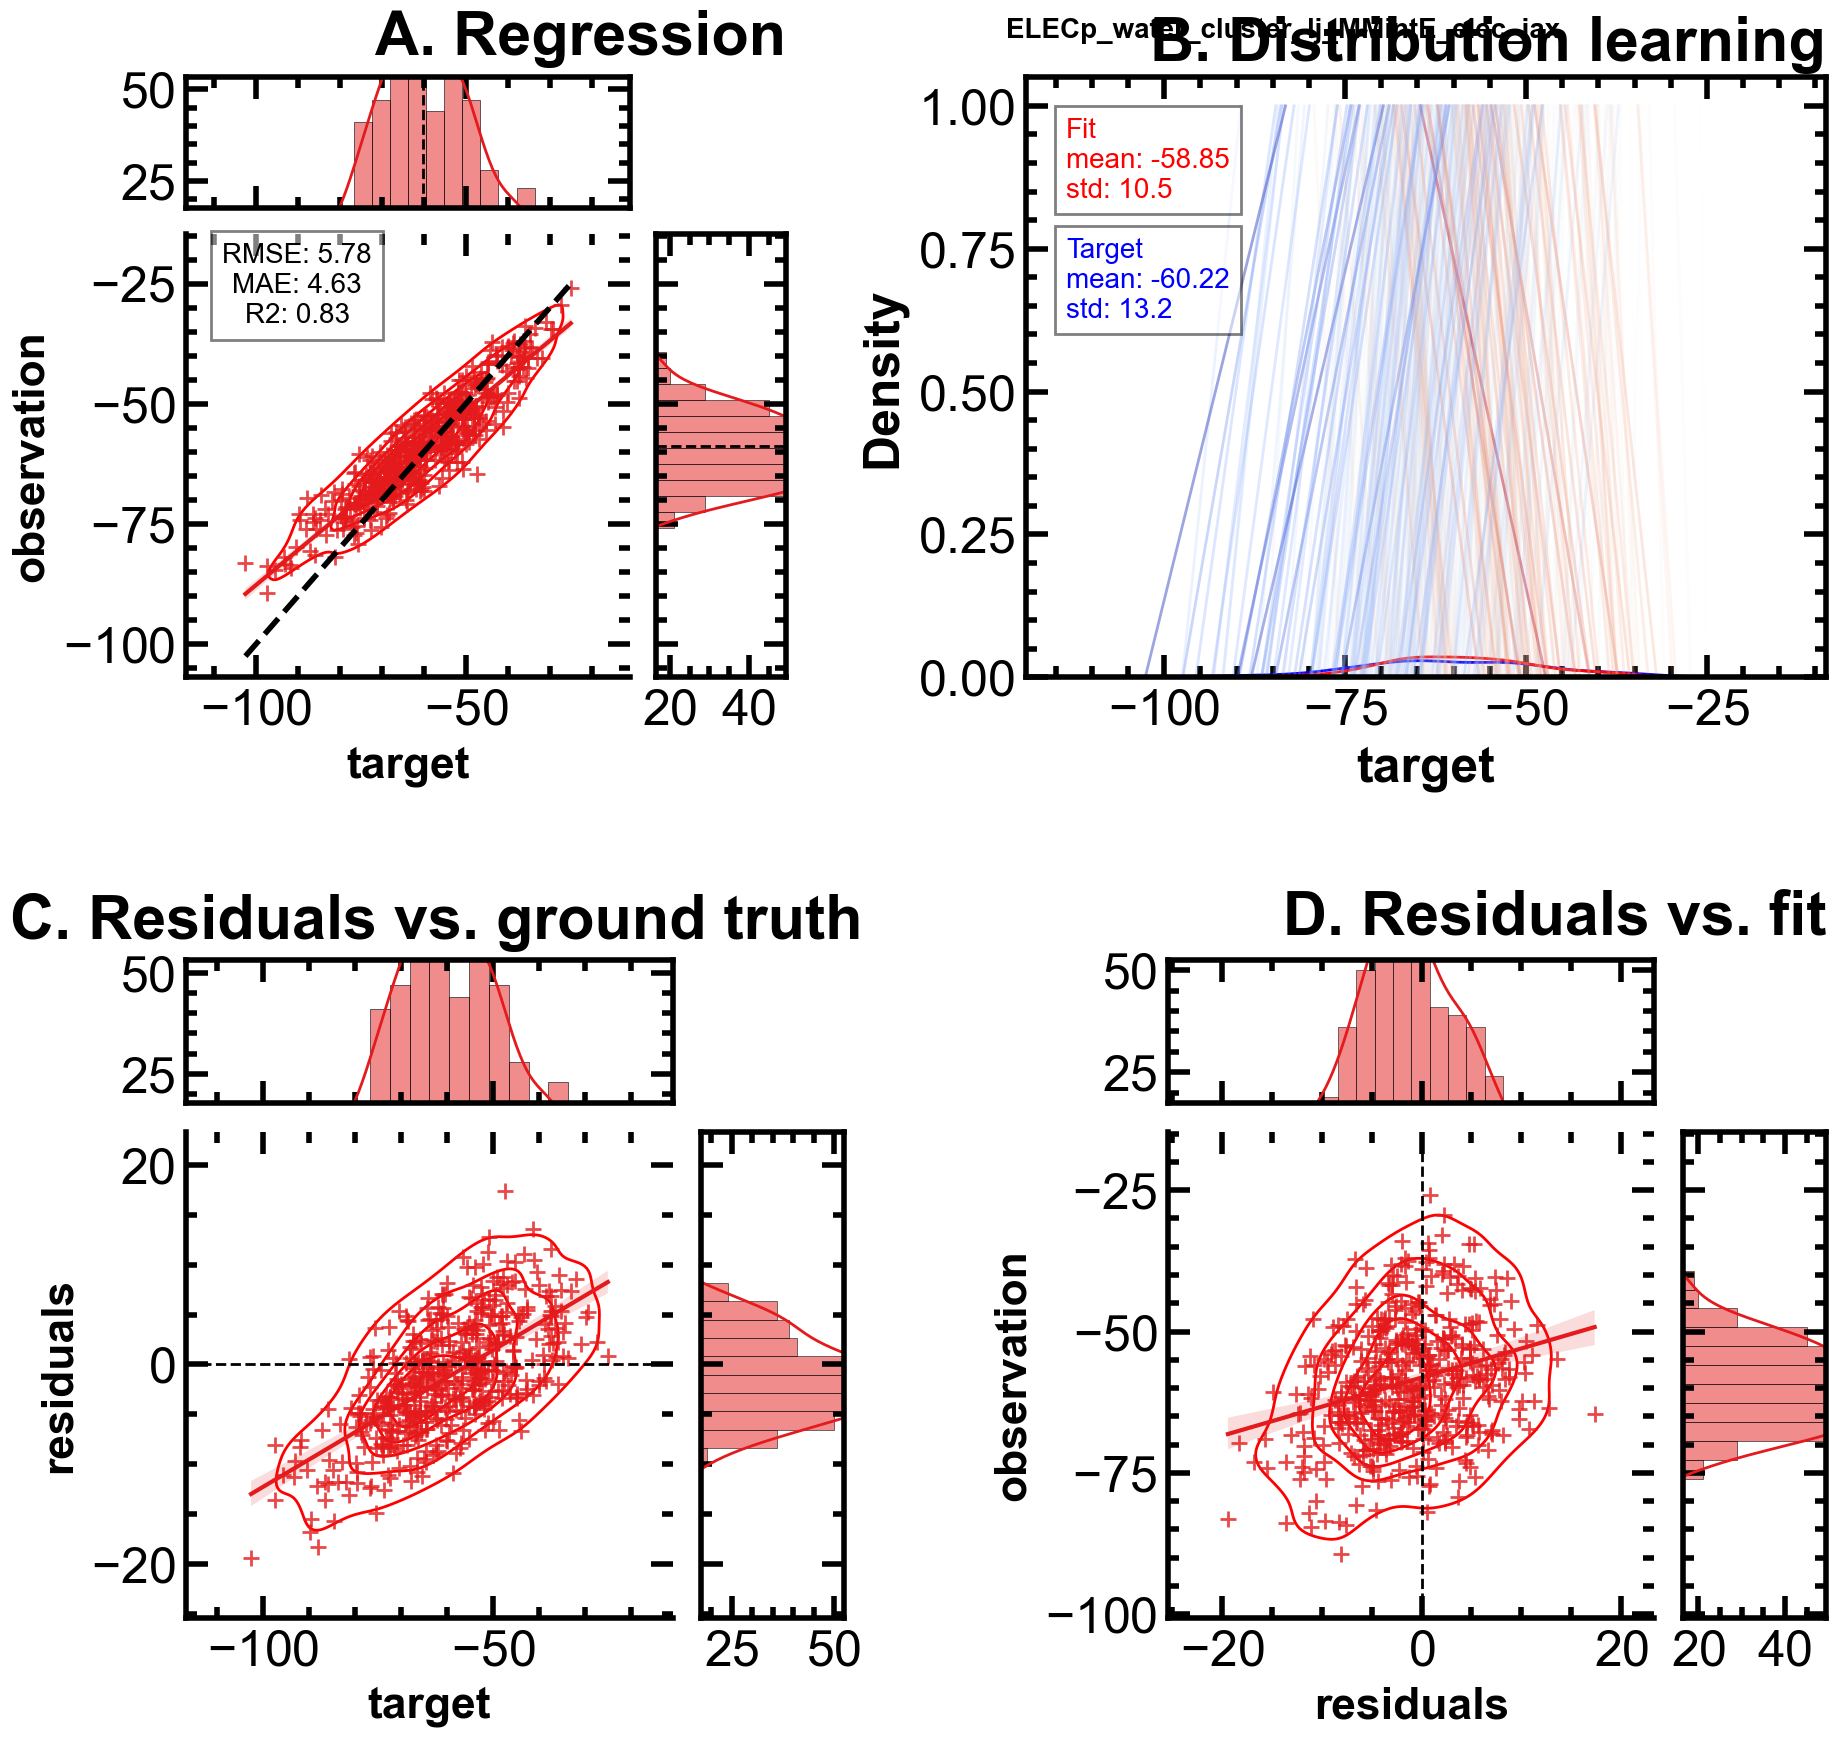 A. Regression
50
25
RMSE: 5.78
MAE: 4.63
R2: 0.83
−25
−50
−75
−100
observation
−100 −50
20 40
target
B. Distribution learning
1.00
0.75
0.50
0.25
0.00
Density
Fit
mean: -58.85
std: 10.5
Target
mean: -60.22
std: 13.2
−100 −75 −50 −25
target
C. Residuals vs. ground truth
50
25
20
0
−20
residuals
−100 −50
25 50
target
D. Residuals vs. fit
50
25
−25
−50
−75
−100
observation
−20 0 20
20 40
residuals